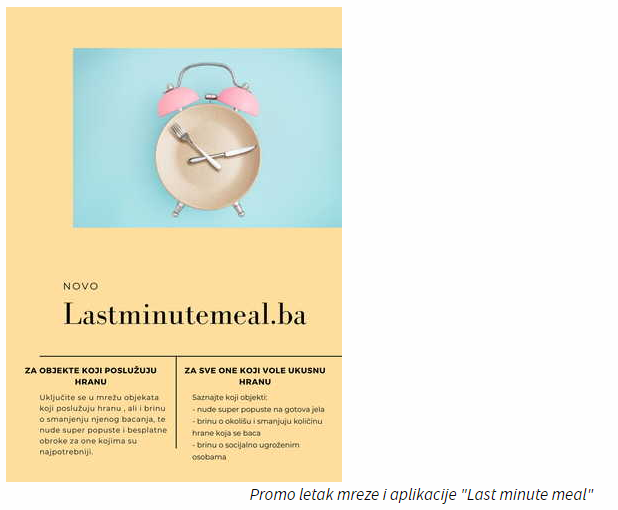 NOVO
Lastminutemeal.ba
ZA OBJEKTE KOJI POSLUŽUJU
HRANU
Uključite se u mrežu objekata
koji poslužuju hranu , ali i brinu
o smanjenju njenog bacanja, te
nude super popuste i besplatne
obroke za one kojima su
najpotrebniji.
ZA SVE ONE KOJI VOLE UKUSNU
HRANU
Saznajte koji objekti:
- nude super popuste na gotova jela
- brinu o okolišu i smanjuju količinu
hrane koja se baca
- brinu o socijalno ugroženim
osobama
Promo letak mreze i aplikacije "Last minute meal"